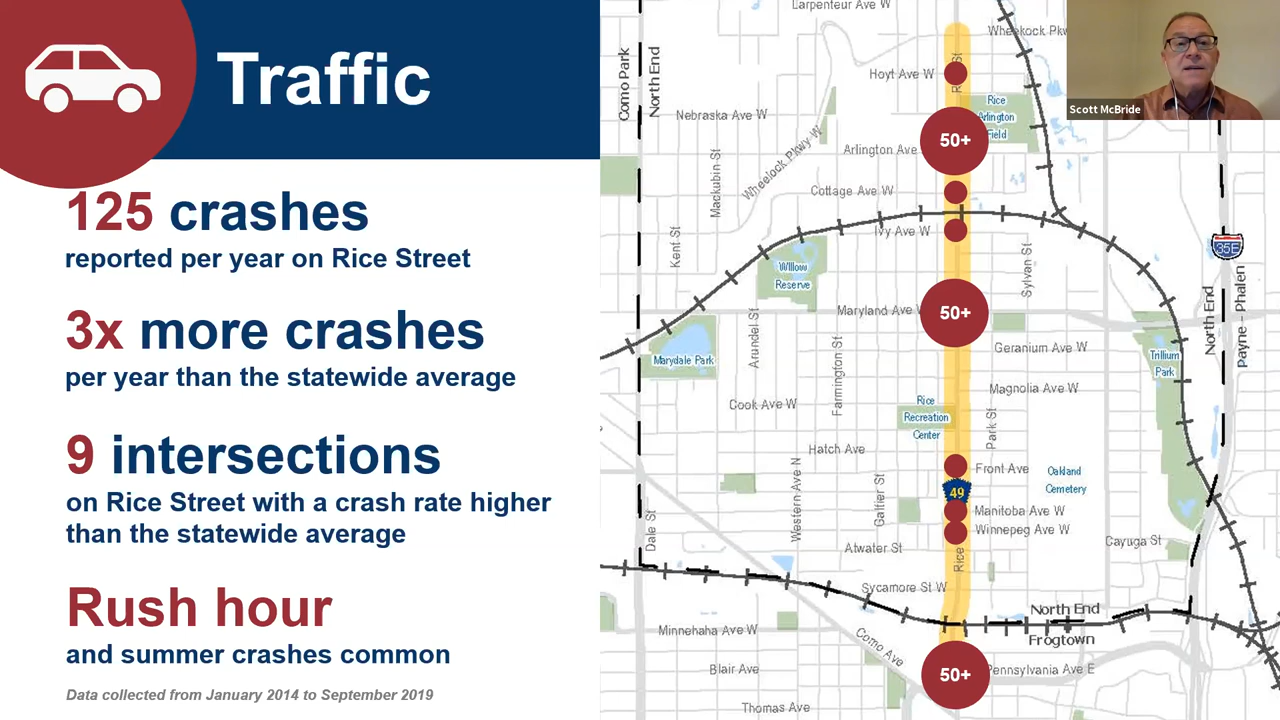 Traffic
125 crashes
reported per year on Rice Street
3x more crashes
per year than the statewide average
9 intersections
on Rice Street with a crash rate higher
than the statewide average
Rush hour
and summer crashes common
Data collected from January 2014 to September 2019
Larpenteur Ave W
Wheelock Pkwy
Como Park
North End
Hoyt Ave W
Rice St
Scott McBride
Nebraska Ave W
Rice
Arlington
Field
Wheelock Pkwy W
Arlington Ave
50+
Mackubin St
Cottage Ave W
Kent St
Ivy Ave W
35E
Willow
Reserve
Sylvan St
North End
Payne - Phalen
Maryland Ave W
50+
Arundel St
Farmington St
Geranium Ave W
Marydale Park
Trillium
Park
Magnolia Ave W
Cook Ave W
Rice
Recreation
Center
Park St
Hatch Ave
Front Ave
Oakland
Cemetery
Western Ave N
Galtier St
49
Manitoba Ave W
Dale St
Winnepeg Ave W
Atwater St
Rice
Cayuga St
Sycamore St W
North End
Frogtown
Minnehaha Ave W
Como Ave
Blair Ave W
50+
Pennsylvania Ave E
Thomas Ave W